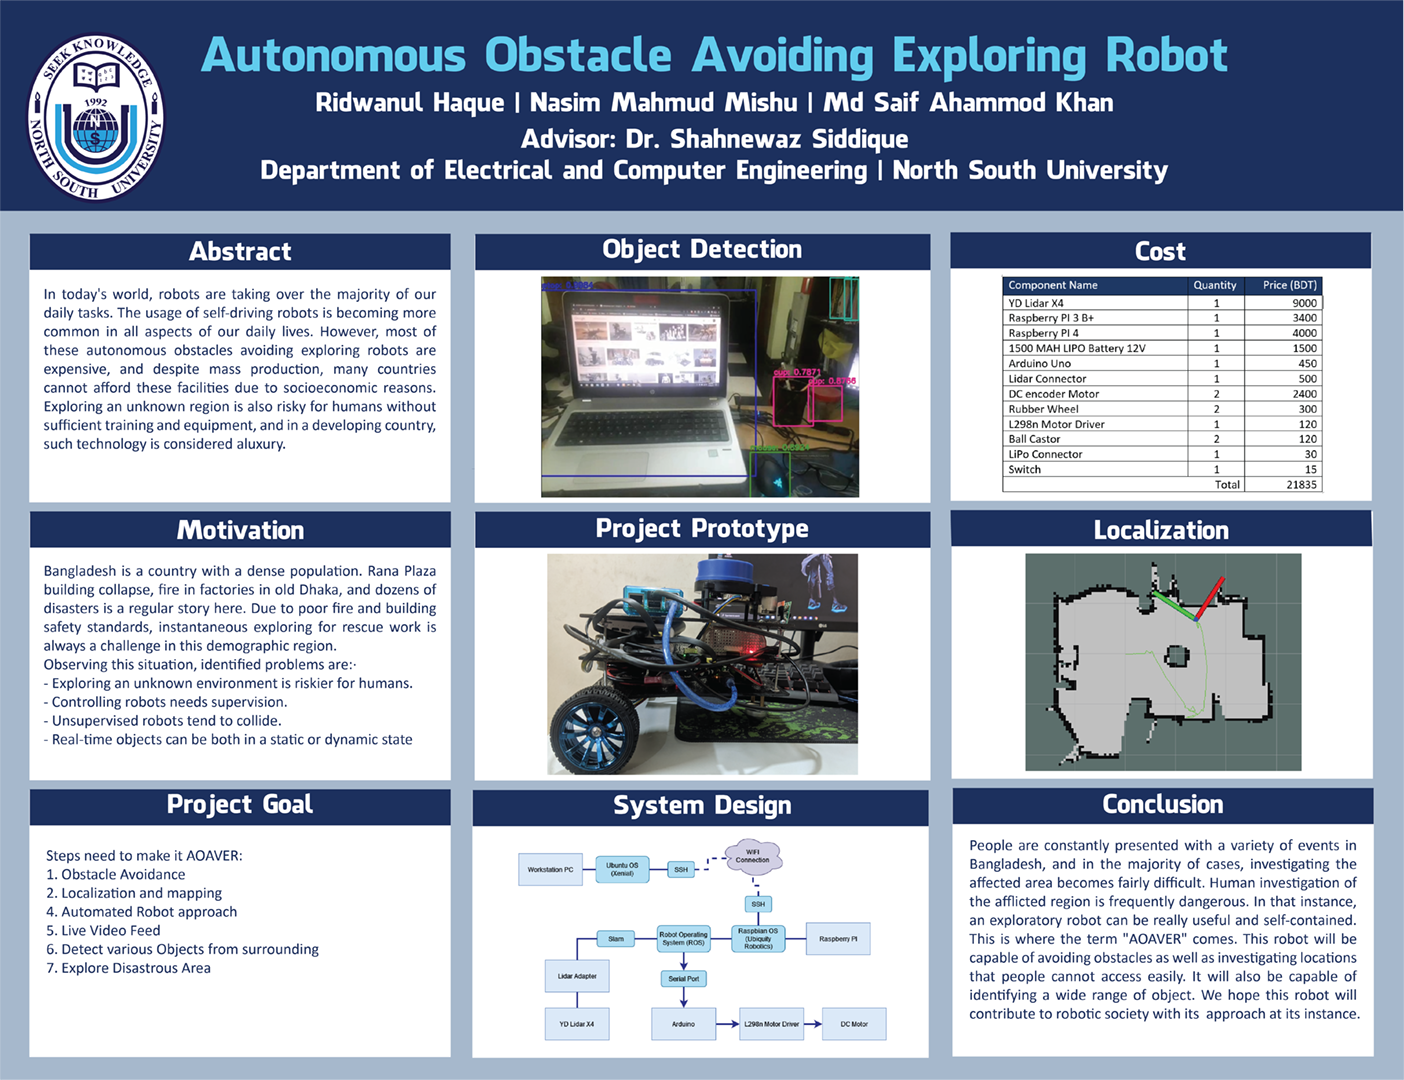 SEEK KNOWLEDGE
1992
NORTH SOUTH UNIVERSITY
Autonomous Obstacle Avoiding Exploring Robot
Ridwanul Haque | Nasim Mahmud Mishu | Md Saif Ahammod Khan
Advisor: Dr. Shahnewaz Siddique
Department of Electrical and Computer Engineering | North South University
Abstract
In today's world, robots are taking over the majority of our
daily tasks. The usage of self-driving robots is becoming more
common in all aspects of our daily lives. However, most of
these autonomous obstacles avoiding exploring robots are
expensive, and despite mass production, many countries
cannot afford these facilities due to socioeconomic reasons.
Exploring an unknown region is also risky for humans without
sufficient training and equipment, and in a developing country,
such technology is considered aluxury.
Motivation
Bangladesh is a country with a dense population. Rana Plaza
building collapse, fire in factories in old Dhaka, and dozens of
disasters is a regular story here. Due to poor fire and building
safety standards, instantaneous exploring for rescue work is
always a challenge in this demographic region.
Observing this situation, identified problems are:-
- Exploring an unknown environment is riskier for humans.
- Controlling robots needs supervision.
- Unsupervised robots tend to collide.
- Real-time objects can be both in a static or dynamic state
Project Goal
Steps need to make it AOAVER:
1. Obstacle Avoidance
2. Localization and mapping
4. Automated Robot approach
5. Live Video Feed
6. Detect various Objects from surrounding
7. Explore Disastrous Area
Object Detection
cup: 0.7871
Project Prototype
System Design
Workstation PC
Ubuntu OS
(Xenial)
SSH
WIFI
Connection
SSH
Slam
Robot Operating
System (ROS)
Raspbian OS
(Ubiquity
Robotics)
Raspberry PI
Lidar Adapter
Serial Port
YD Lidar X4
Arduino
L298n Motor Driver
DC Motor
Cost
Component Name Quantity Price (BDT)
YD Lidar X4 1 9000
Raspberry PI 3 B+ 1 3400
Raspberry PI 4 1 4000
1500 MAH LIPO Battery 12V 1 1500
Arduino Uno 1 450
Lidar Connector 1 500
DC encoder Motor 2 2400
Rubber Wheel 2 300
L298n Motor Driver 1 120
Ball Castor 2 120
LiPo Connector 1 30
Switch 1 15
Total 21835
Localization
Conclusion
People are constantly presented with a variety of events in
Bangladesh, and in the majority of cases, investigating the
affected area becomes fairly difficult. Human investigation of
the afflicted region is frequently dangerous. In that instance,
an exploratory robot can be really useful and self-contained.
This is where the term "AOAVER" comes. This robot will be
capable of avoiding obstacles as well as investigating locations
that people cannot access easily. It will also be capable of
identifying a wide range of object. We hope this robot will
contribute to robotic society with its approach at its instance.